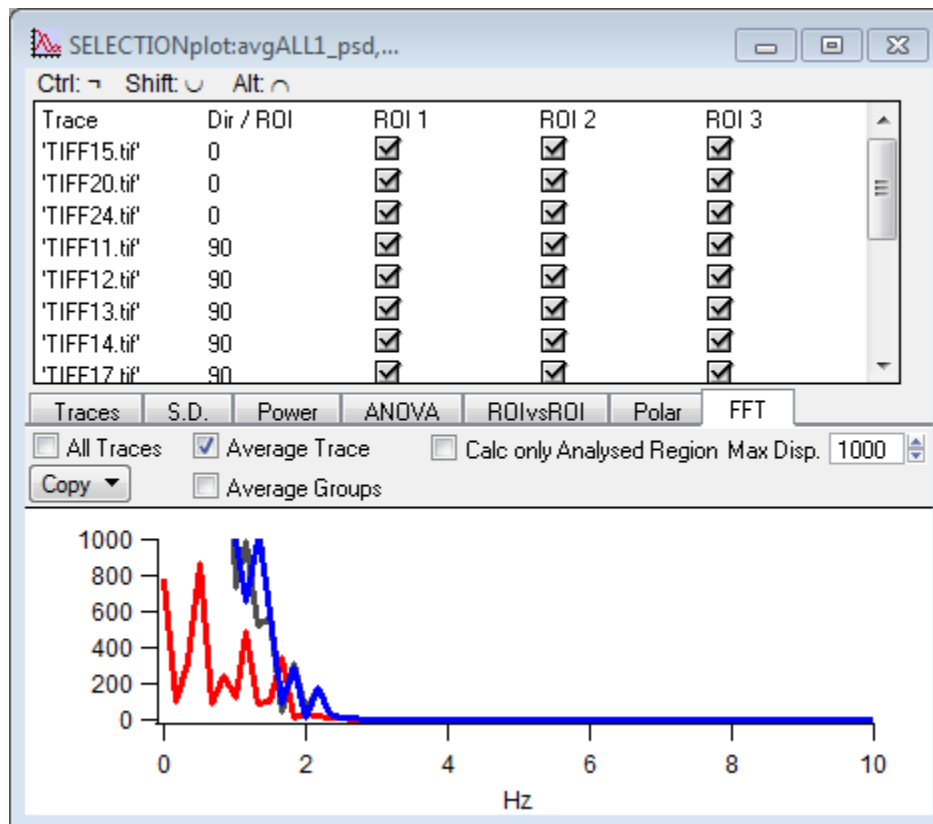 SELECTIONplot:avgALL1_psd,...
Ctrl: ¬ Shift: ◡ Alt: ◠
Trace Dir / ROI ROI 1 ROI 2 ROI 3
'TIFF15.tif' 0
'TIFF20.tif' 0
'TIFF24.tif' 0
'TIFF11.tif' 90
'TIFF12.tif' 90
'TIFF13.tif' 90
'TIFF14.tif' 90
'TIFF17.tif' 90
Traces S.D. Power ANOVA ROIvsROI Polar FFT
All Traces Average Trace Calc only Analysed Region Max Disp. 1000
Copy Average Groups
1000
800
600
400
200
0
0 2 4 6 8 10
Hz